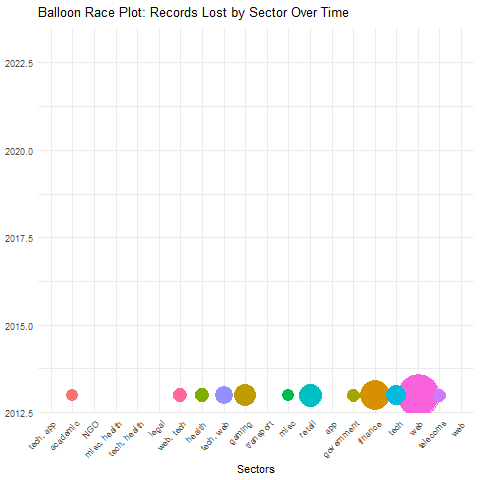 Balloon Race Plot: Records Lost by Sector Over Time
2022.5
2020.0
2017.5
2015.0
2012.5
tech, app
academic
NGO
misc, health
tech, health
legal
web, tech
health
tech, web
gaming
transport
misc
retail
app
government
finance
tech
web
telecoms
web
Sectors